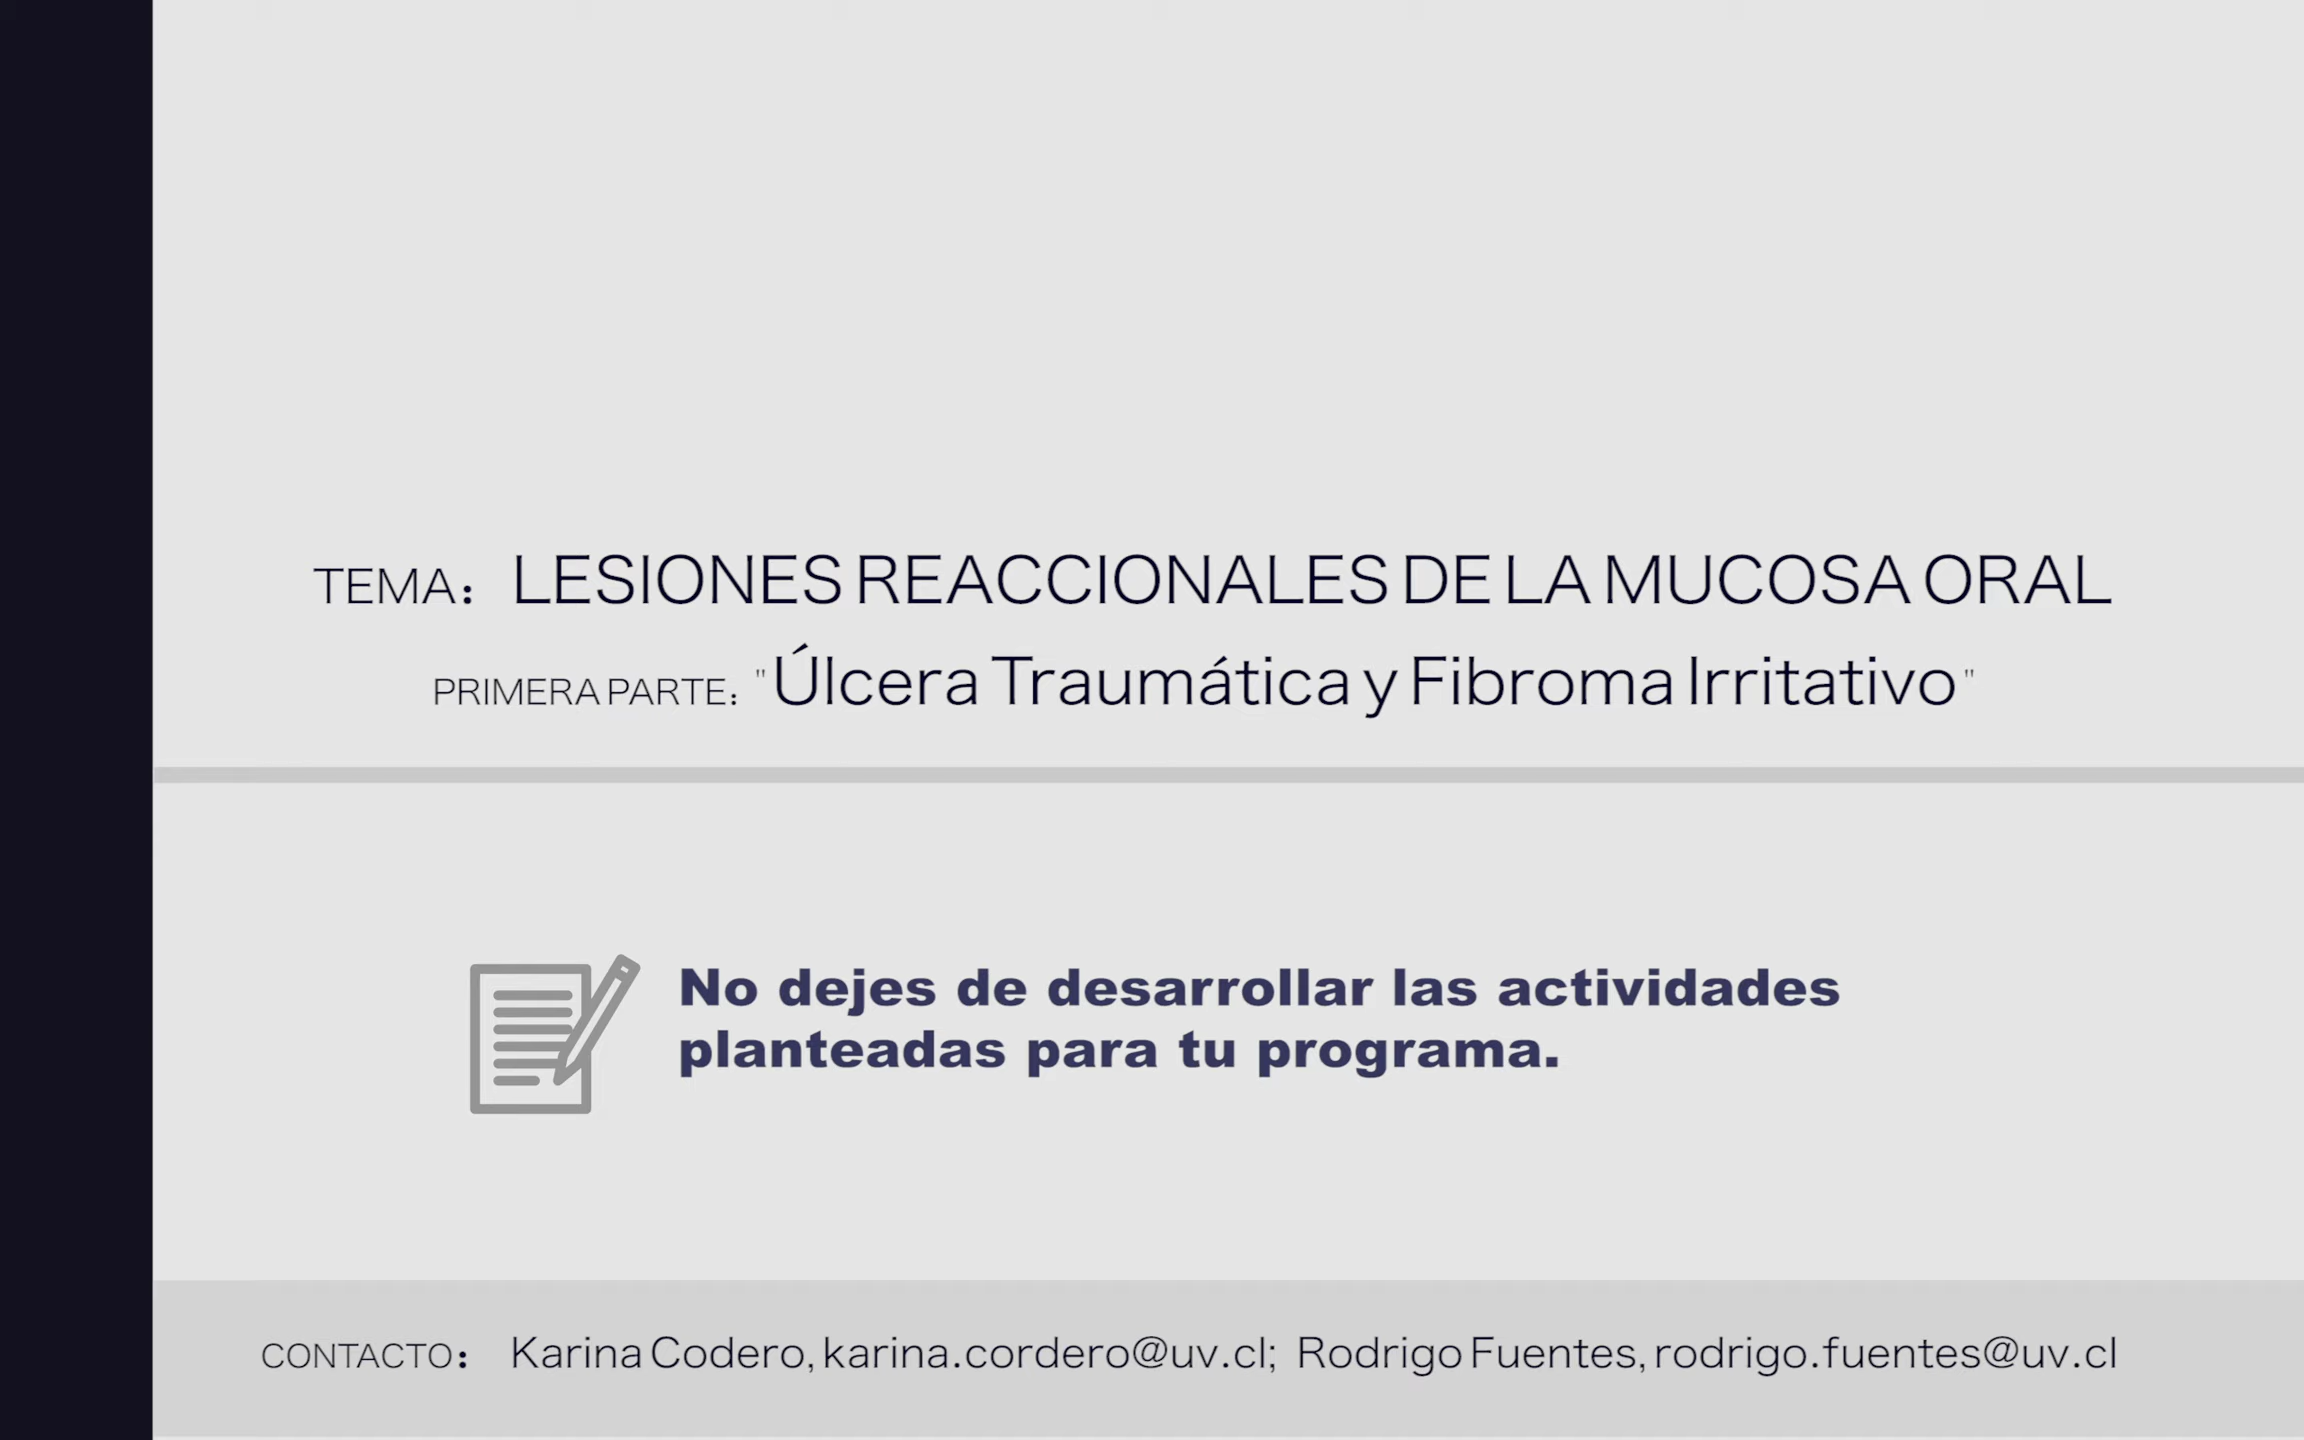 TEMA: LESIONES REACCIONALES DE LA MUCOSA ORAL
PRIMERA PARTE: "Úlcera Traumática y Fibroma Irritativo"
No dejes de desarrollar las actividades
planteadas para tu programa.
CONTACTO: Karina Codero, karina.cordero@uv.cl; Rodrigo Fuentes, rodrigo.fuentes@uv.cl